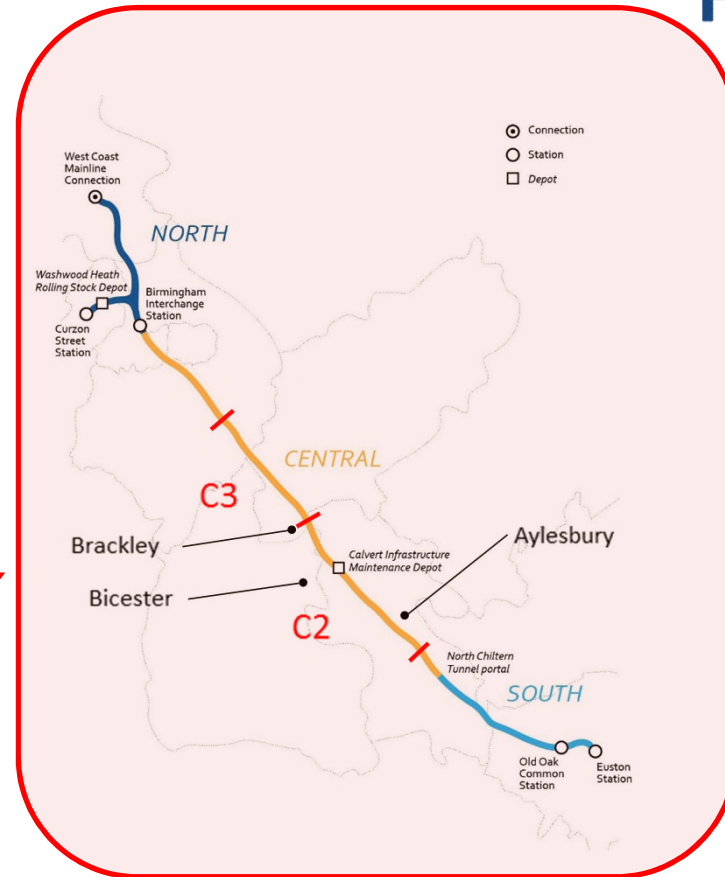 Connection
Station
Depot
West Coast
Mainline
Connection
NORTH
Washwood Heath
Rolling Stock Depot
Birmingham
Interchange
Station
Curzon
Street
Station
CENTRAL
C3
Brackley
Aylesbury
Calvert Infrastructure
Maintenance Depot
Bicester
C2
North Chiltern
Tunnel portal
SOUTH
Old Oak
Common
Station
Euston
Station